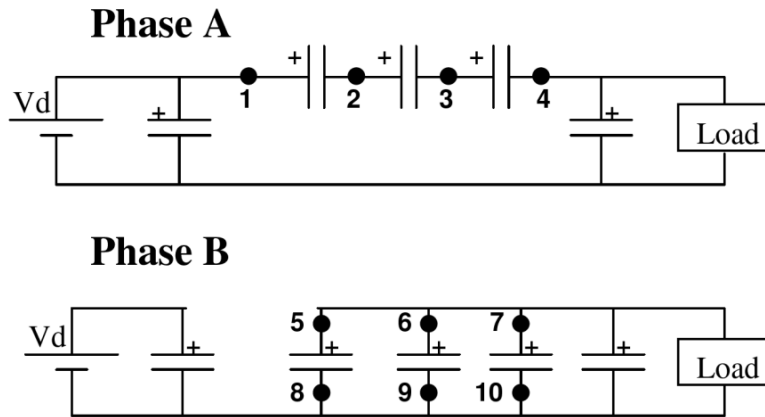 Phase A
+ + +
1 2 3 4
Vd
+ +
Load
Phase B
5 6 7
Vd
+ + + + +
Load
8 9 10